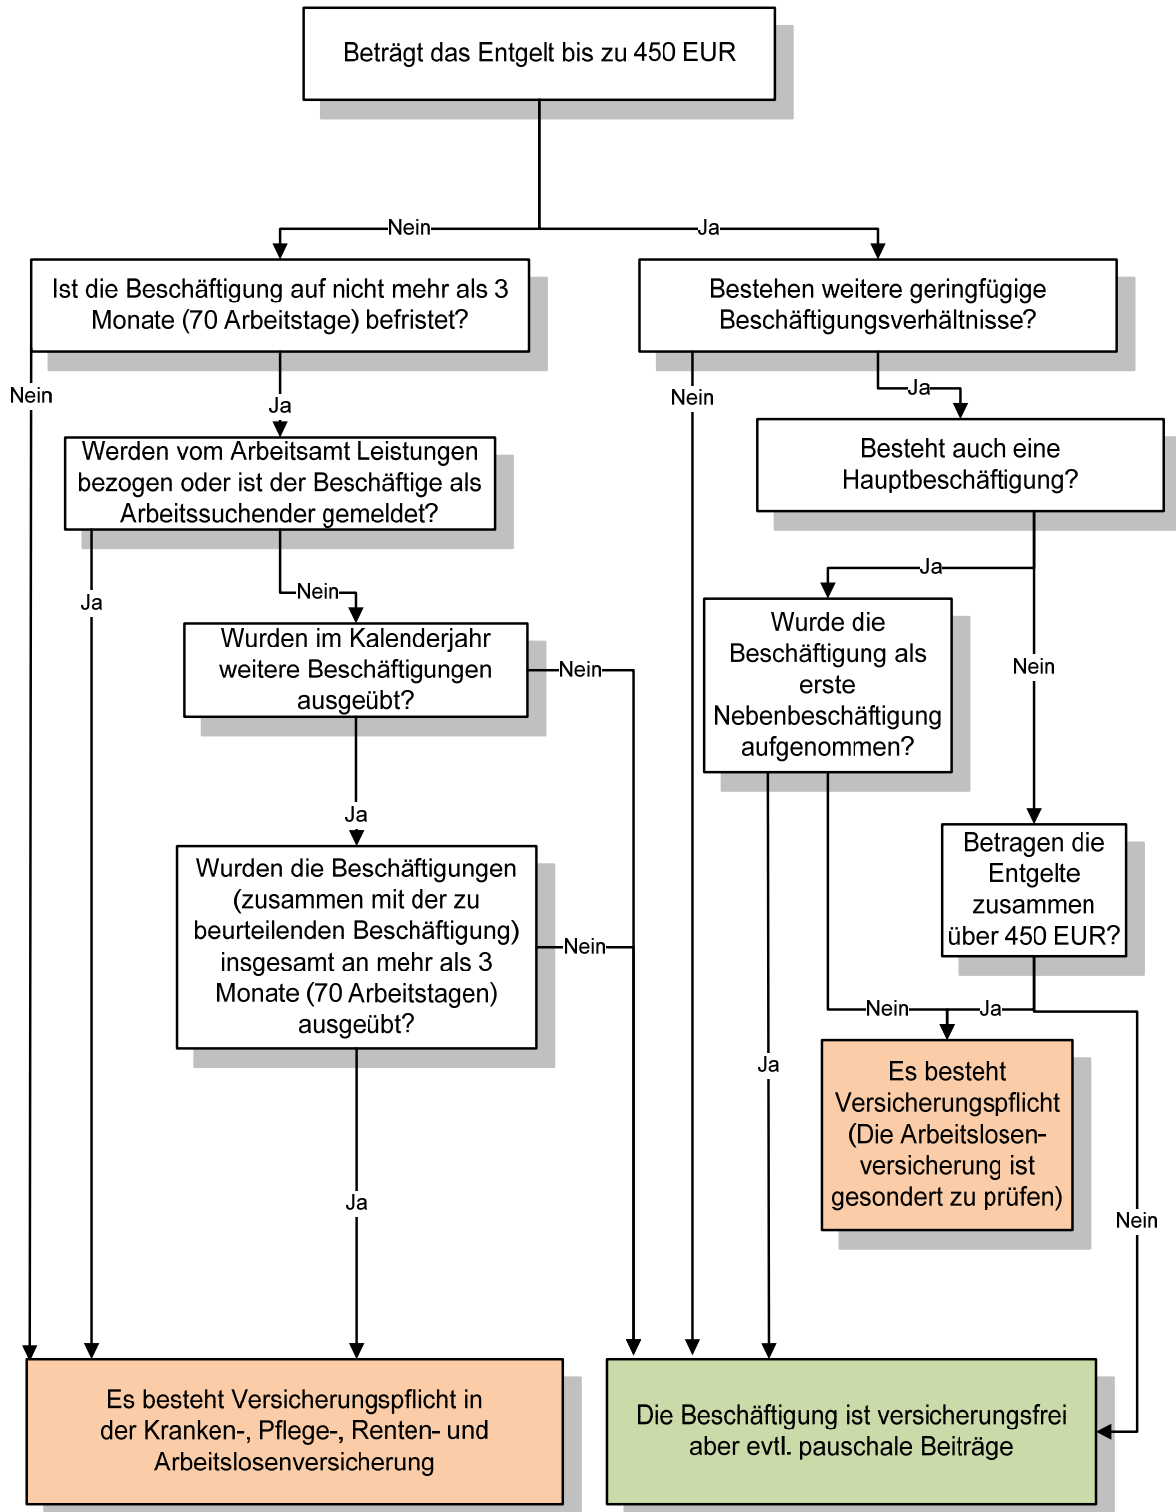 Beträgt das Entgelt bis zu 450 EUR
Nein
Ja
Ist die Beschäftigung auf nicht mehr als 3
Monate (70 Arbeitstage) befristet?
Bestehen weitere geringfügige
Beschäftigungsverhältnisse?
Nein
Ja
Nein
Ja
Werden vom Arbeitsamt Leistungen
bezogen oder ist der Beschäftige als
Arbeitssuchender gemeldet?
Besteht auch eine
Hauptbeschäftigung?
Ja
Nein
Ja
Nein
Wurden im Kalenderjahr
weitere Beschäftigungen
ausgeübt?
Nein
Wurde die
Beschäftigung als
erste
Nebenbeschäftigung
aufgenommen?
Ja
Wurden die Beschäftigungen
(zusammen mit der zu
beurteilenden Beschäftigung)
insgesamt an mehr als 3
Monate (70 Arbeitstagen)
ausgeübt?
Nein
Betragen die
Entgelte
zusammen
über 450 EUR?
Nein
Ja
Ja
Es besteht
Versicherungspflicht
(Die Arbeitslosen-
versicherung ist
gesondert zu prüfen)
Ja
Nein
Es besteht Versicherungspflicht in
der Kranken-, Pflege-, Renten- und
Arbeitslosenversicherung
Die Beschäftigung ist versicherungsfrei
aber evtl. pauschale Beiträge